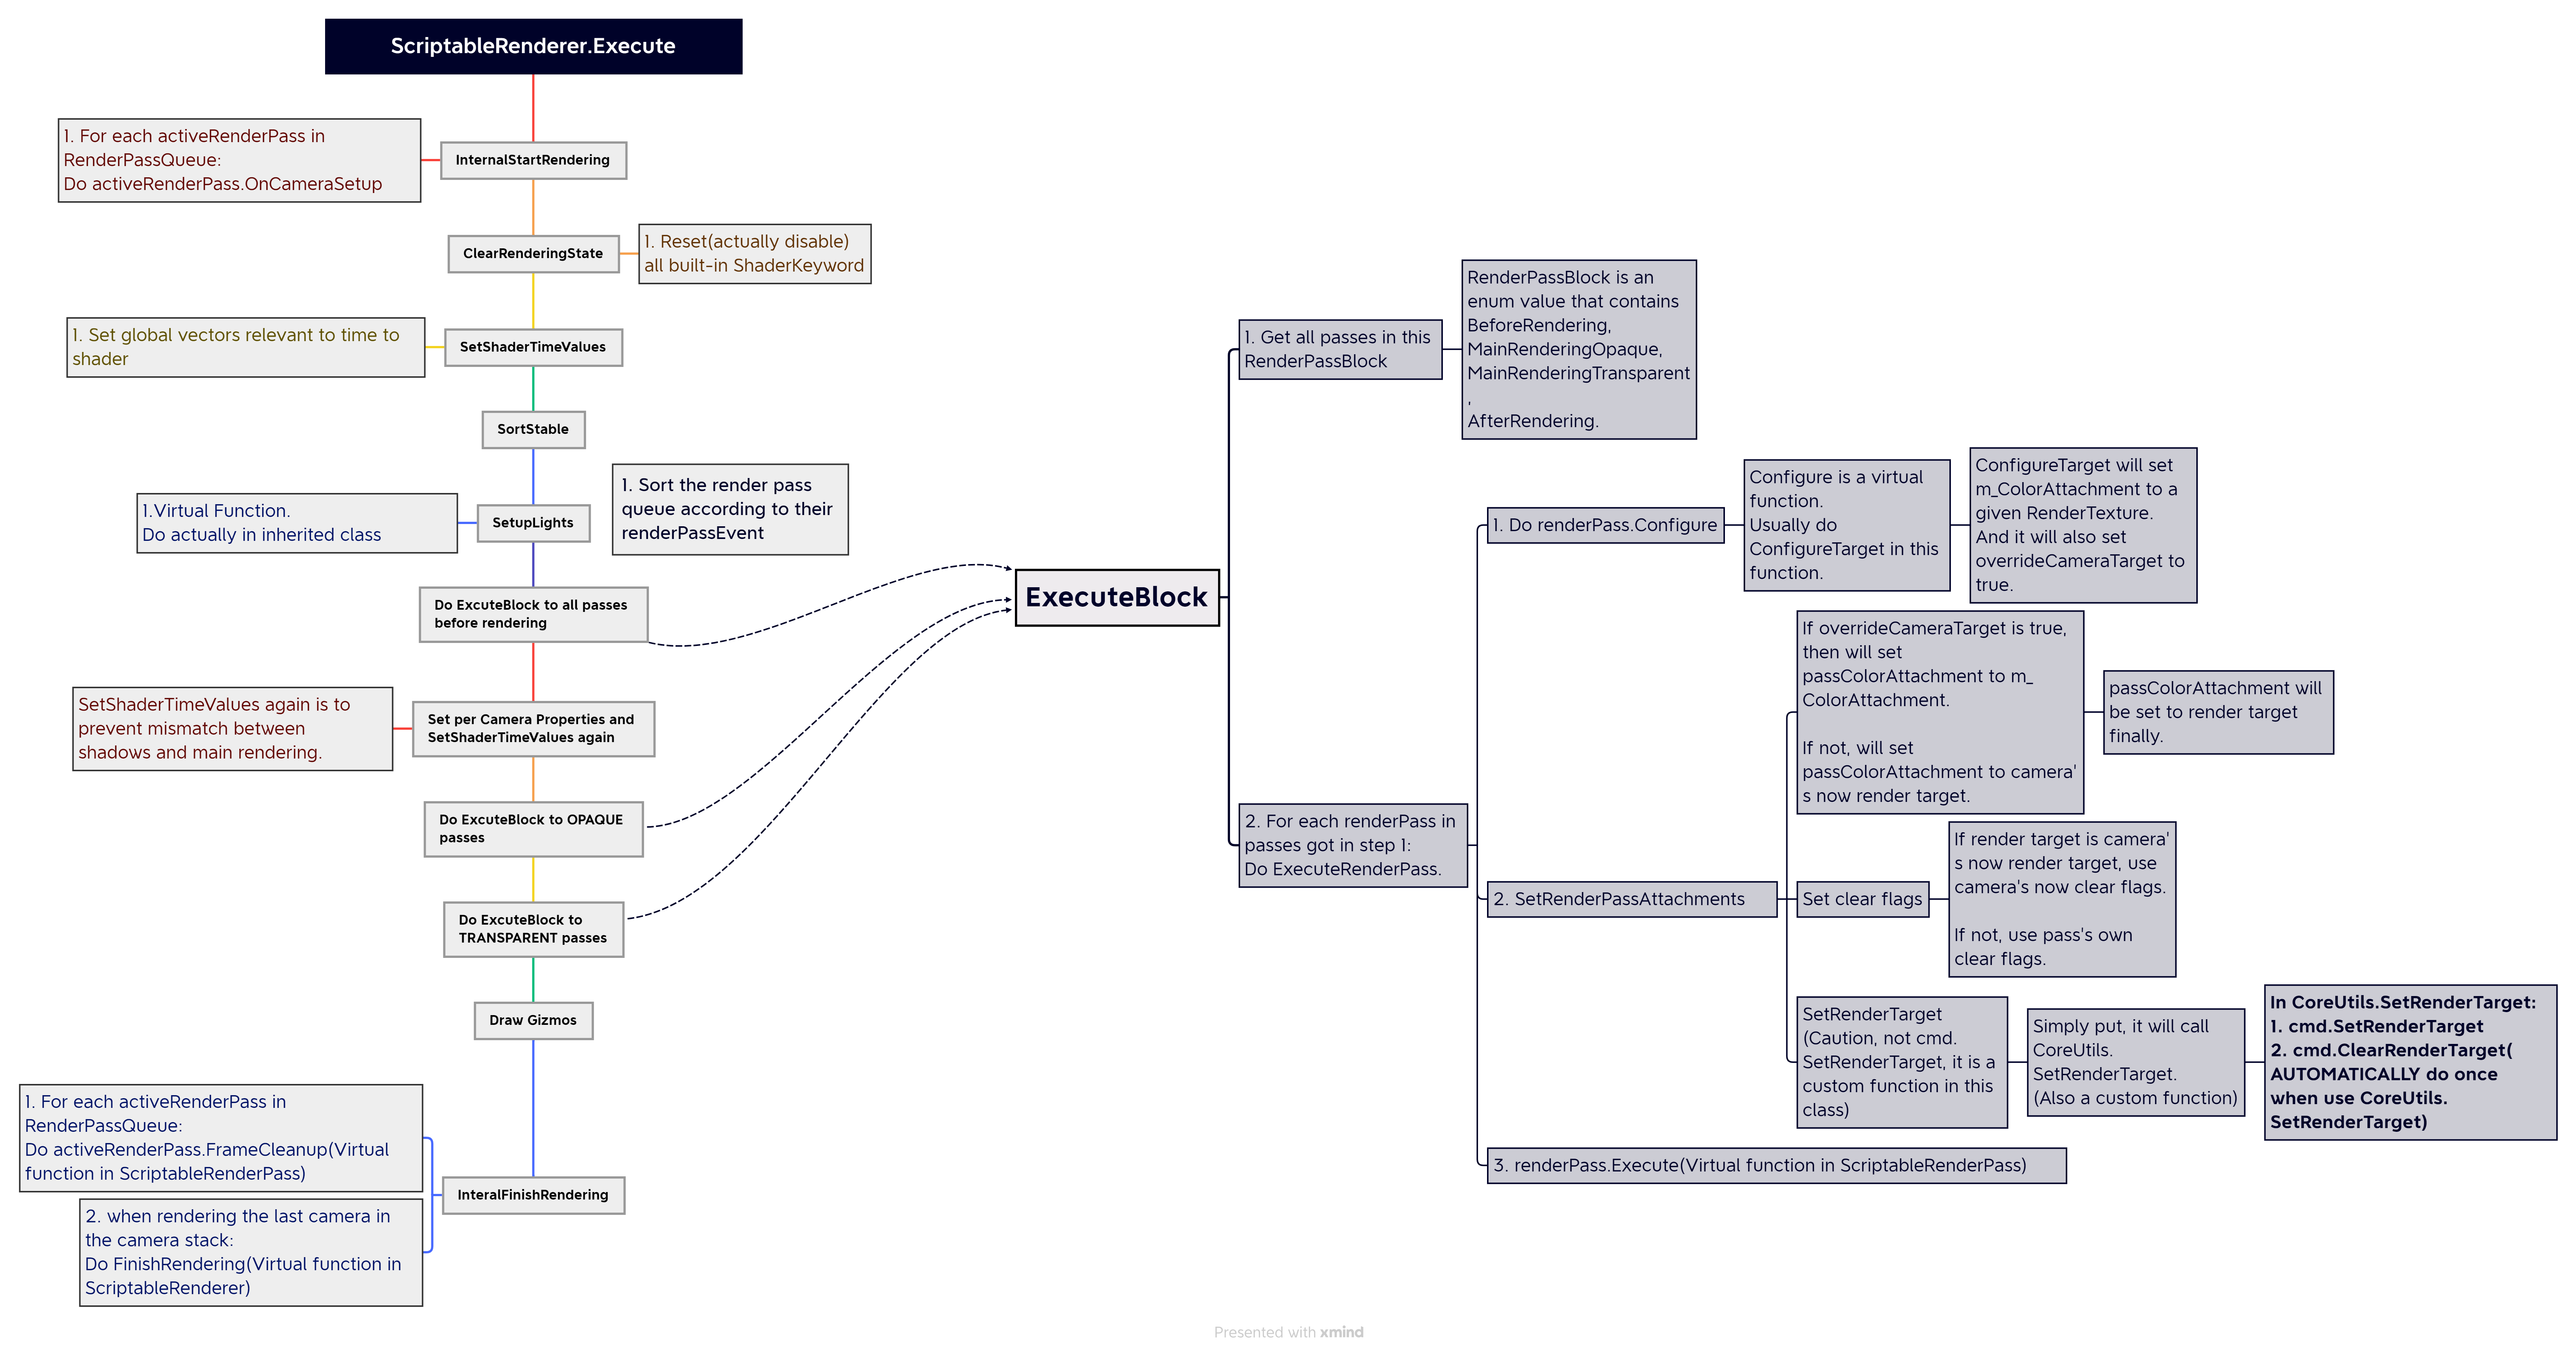 ScriptableRenderer.Execute
1. For each activeRenderPass in
RenderPassQueue:
Do activeRenderPass.OnCameraSetup
InternalStartRendering
ClearRenderingState
1. Reset(actually disable)
all built-in ShaderKeyword
1. Set global vectors relevant to time to
shader
SetShaderTimeValues
SortStable
1. Sort the render pass
queue according to their
renderPassEvent
1.Virtual Function.
Do actually in inherited class
SetupLights
Do ExcuteBlock to all passes
before rendering
SetShaderTimeValues again is to
prevent mismatch between
shadows and main rendering.
Set per Camera Properties and
SetShaderTimeValues again
Do ExcuteBlock to OPAQUE
passes
Do ExcuteBlock to
TRANSPARENT passes
Draw Gizmos
1. For each activeRenderPass in
RenderPassQueue:
Do activeRenderPass.FrameCleanup(Virtual
function in ScriptableRenderPass)
InteralFinishRendering
2. when rendering the last camera in
the camera stack:
Do FinishRendering(Virtual function in
ScriptableRenderer)
ExecuteBlock
1. Get all passes in this
RenderPassBlock
RenderPassBlock is an
enum value that contains
BeforeRendering,
MainRenderingOpaque,
MainRenderingTransparent
,
AfterRendering.
2. For each renderPass in
passes got in step 1:
Do ExecuteRenderPass.
1. Do renderPass.Configure
Configure is a virtual
function.
Usually do
ConfigureTarget in this
function.
ConfigureTarget will set
m_ColorAttachment to a
given RenderTexture.
And it will also set
overrideCameraTarget to
true.
2. SetRenderPassAttachments
If overrideCameraTarget is true,
then will set
passColorAttachment to m_
ColorAttachment.
If not, will set
passColorAttachment to camera'
s now render target.
passColorAttachment will
be set to render target
finally.
Set clear flags
If render target is camera'
s now render target, use
camera's now clear flags.
If not, use pass's own
clear flags.
SetRenderTarget
(Caution, not cmd.
SetRenderTarget, it is a
custom function in this
class)
Simply put, it will call
CoreUtils.
SetRenderTarget.
(Also a custom function)
In CoreUtils.SetRenderTarget:
1. cmd.SetRenderTarget
2. cmd.ClearRenderTarget(
AUTOMATICALLY do once
when use CoreUtils.
SetRenderTarget)
3. renderPass.Execute(Virtual function in ScriptableRenderPass)
Presented with xmind